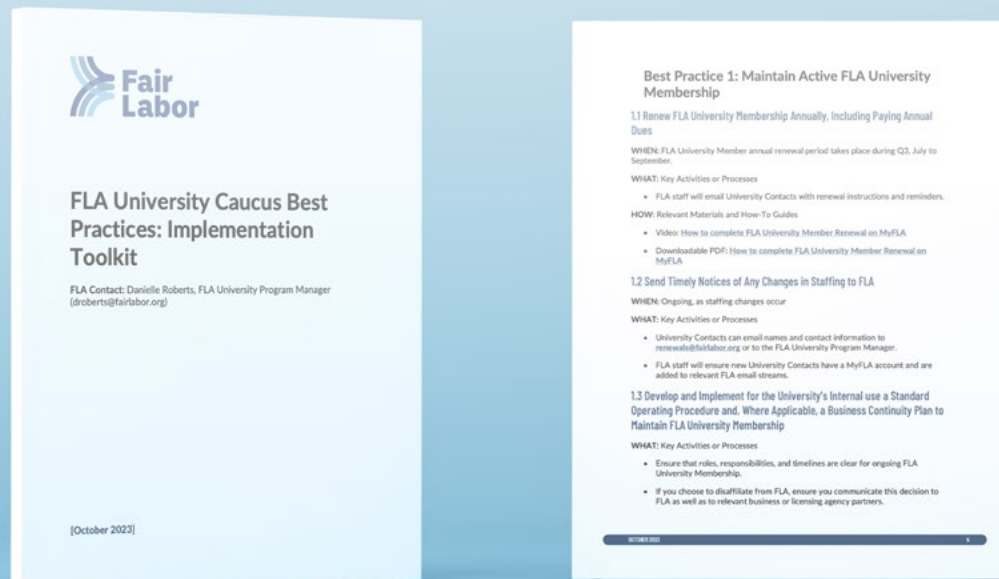 Fair
Labor
FLA University Caucus Best
Practices: Implementation
Toolkit
FLA Contact: Danielle Roberts, FLA University Program Manager
(droberts@fairlabor.org)
[October 2023]
Best Practice 1: Maintain Active FLA University
Membership
1.1 Renew FLA University Membership Annually, Including Paying Annual
Dues
WHEN: FLA University Member annual renewal period takes place during Q3, July to
September.
WHAT: Key Activities or Processes
• FLA staff will email University Contacts with renewal instructions and reminders.
HOW: Relevant Materials and How-To Guides
• Video: How to complete FLA University Member Renewal on MyFLA
• Downloadable PDF: How to complete FLA University Member Renewal on
MyFLA
1.2 Send Timely Notices of Any Changes in Staffing to FLA
WHEN: Ongoing, as staffing changes occur
WHAT: Key Activities or Processes
• University Contacts can email names and contact information to
renewals@fairlabor.org or to the FLA University Program Manager.
• FLA staff will ensure new University Contacts have a MyFLA account and are
added to relevant FLA email streams.
1.3 Develop and Implement for the University's Internal use a Standard
Operating Procedure and, Where Applicable, a Business Continuity Plan to
Maintain FLA University Membership
WHAT: Key Activities or Processes
• Ensure that roles, responsibilities, and timelines are clear for ongoing FLA
University Membership.
• If you choose to disaffiliate from FLA, ensure you communicate this decision to
FLA as well as to relevant business or licensing agency partners.
OCTOBER 2023